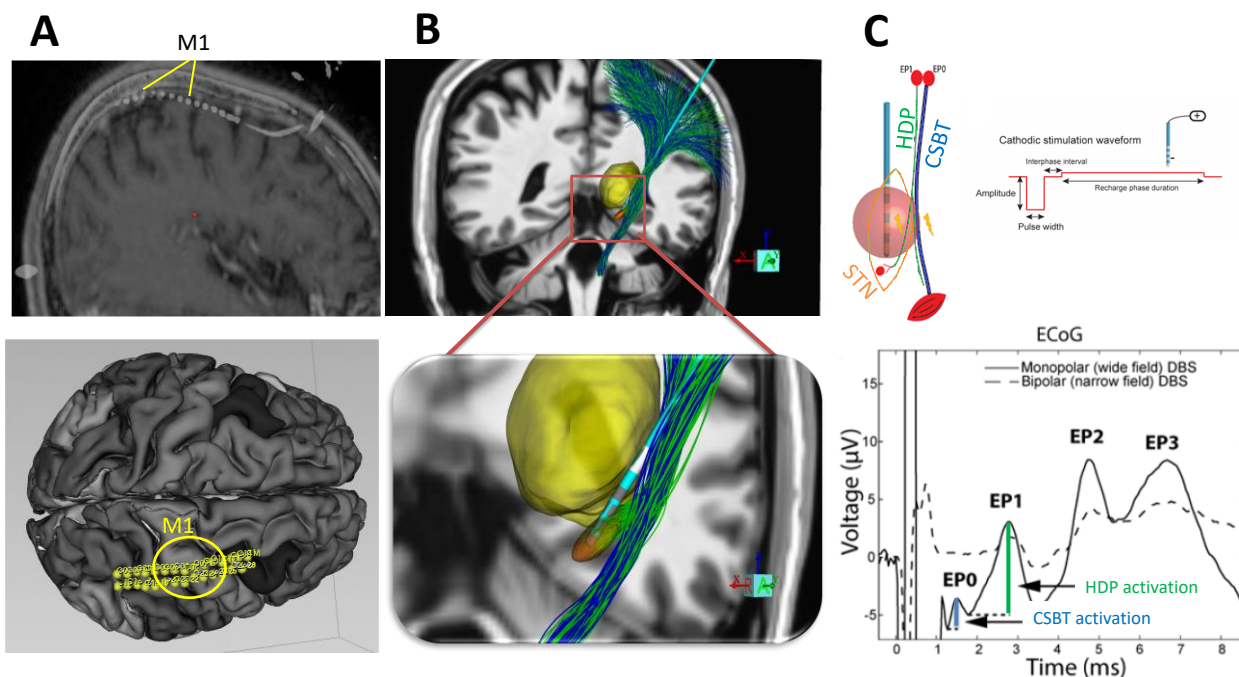 A
M1
M1
B
X
A
Y
X
A
C
EP1
EP0
HDP
CSBT
STN
Cathodic stimulation waveform
+
-
Interphase interval
Amplitude
Recharge phase duration
Pulse width
ECoG
Monopolar (wide field) DBS
Bipolar (narrow field) DBS
15
10
5
0
-5
Voltage (µV)
EP0
EP1
EP2
EP3
HDP activation
CSBT activation
0
1
2
3
4
5
6
7
8
Time (ms)